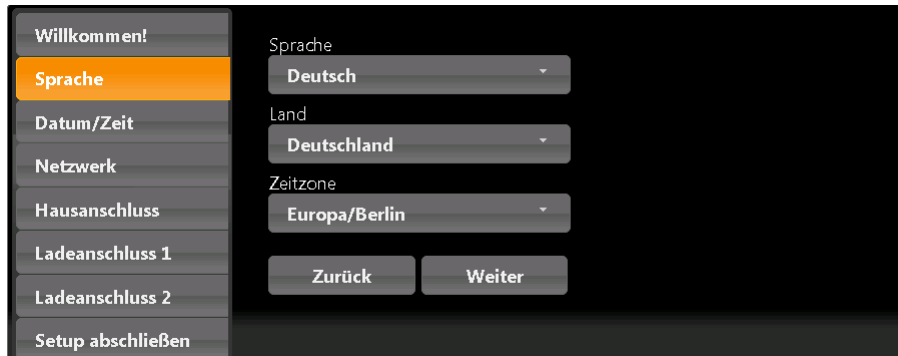 Willkommen!
Sprache
Datum/Zeit
Netzwerk
Hausanschluss
Ladeanschluss 1
Ladeanschluss 2
Setup abschließen
Sprache
Deutsch
Land
Deutschland
Zeitzone
Europa/Berlin
Zurück
Weiter